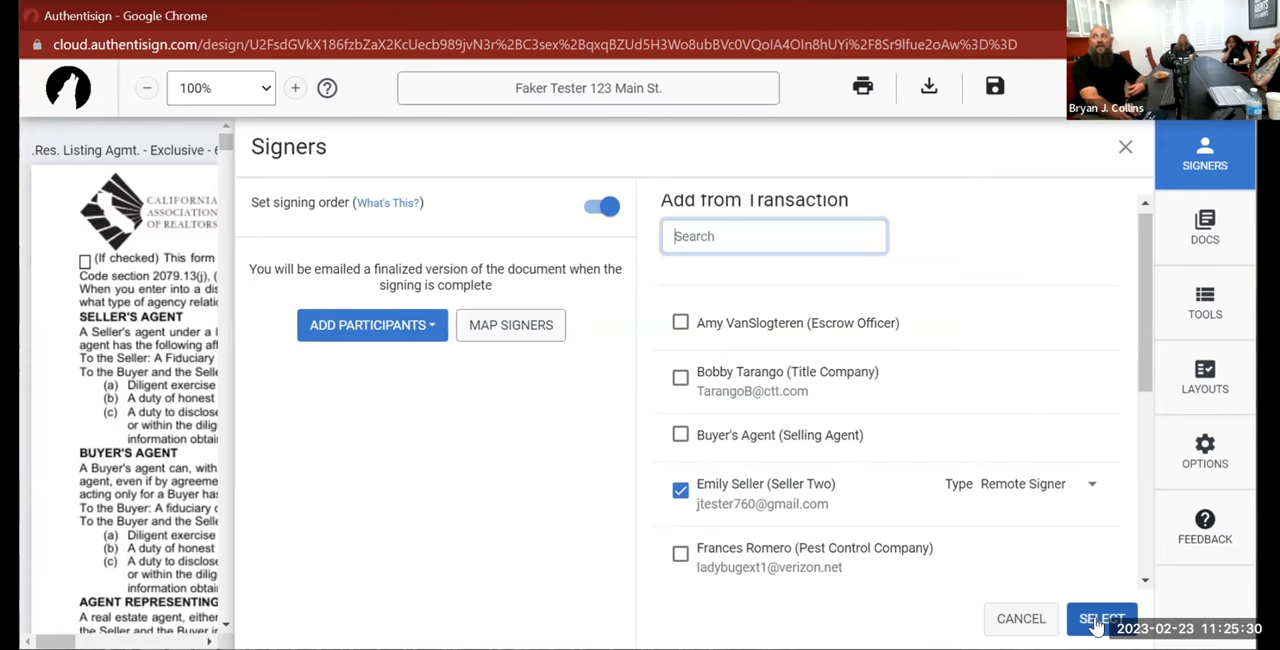 Authentisign - Google Chrome
cloud.authentisign.com/design/U2FsdGVkX186fzbZaX2KcUecb989jvN3r%2BC3sex%2BqxqBZUd5H3Wo8ubBVc0VQoIA4OIn8hUYi%2F8Sr9lfue2oAw%3D%3D
Bryan J. Collins
100%
Faker Tester 123 Main St.
.Res. Listing Agmt. - Exclusive - 6
CALIFORNIA
ASSOCIATION
OF REALTORS
(If checked) This form
Code section 2079.13(j), (
When you enter into a dis
what type of agency relati
SELLER'S AGENT
A Seller's agent under a l
agent has the following aff
To the Seller: A Fiduciary
To the Buyer and the Selle
(a) Diligent exercise
(b) A duty of honest
(c) A duty to disclose
or within the dilig
information obtai
BUYER'S AGENT
A Buyer's agent can, with
agent, even if by agreeme
acting only for a Buyer has
To the Buyer: A fiduciary d
To the Buyer and the Selle
(a) Diligent exercise
(b) A duty of honest
(c) A duty to disclose
or within the dilig
information obtai
AGENT REPRESENTING
A real estate agent, either
the Seller and the Buyer in
Signers
Set signing order (What's This?)
You will be emailed a finalized version of the document when the
signing is complete
ADD PARTICIPANTS
MAP SIGNERS
Add from Transaction
Search
Amy VanSlogteren (Escrow Officer)
Bobby Tarango (Title Company)
TarangoB@ctt.com
Buyer's Agent (Selling Agent)
Emily Seller (Seller Two)
jtester760@gmail.com
Type Remote Signer
Frances Romero (Pest Control Company)
ladybugext1@verizon.net
CANCEL
SELECT
SIGNERS
DOCS
TOOLS
LAYOUTS
OPTIONS
FEEDBACK
2023-02-23 11:25:30